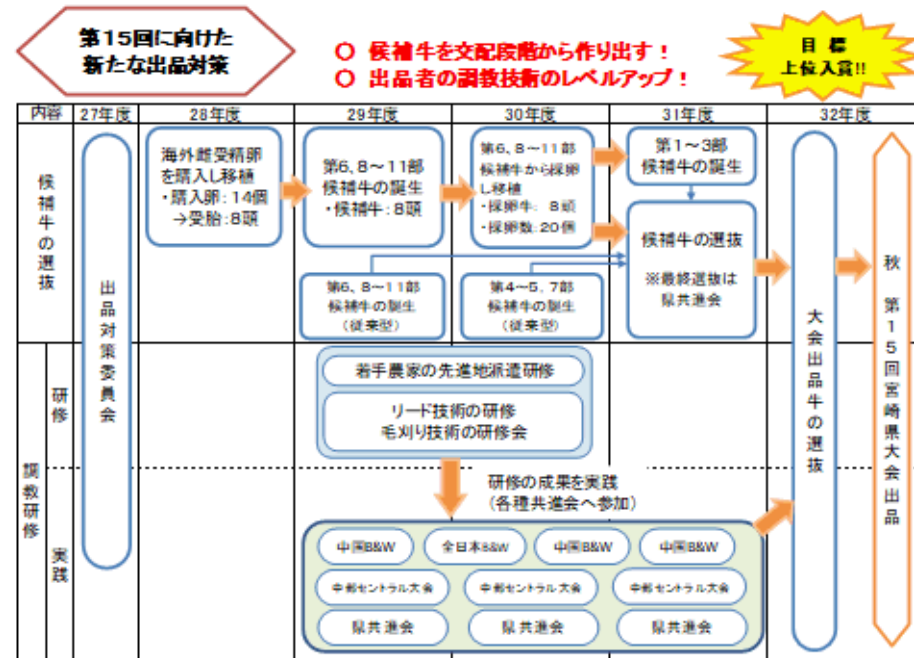 第15回に向けた
新たな出品対策
○ 候補牛を交配段階から作り出す！
○ 出品者の調教技術のレベルアップ！
目 標
上位入賞!!
内容
27年度
28年度
29年度
30年度
31年度
32年度
候補牛の選抜
出品対策委員会
海外雌受精卵
を購入し移植
・購入卵：14個
→受胎：8頭
第6、8～11部
候補牛の誕生
・候補牛：8頭
第6、8～11部
候補牛から採卵
し移植
・採卵牛： 8頭
・採卵数：20個
第1～3部
候補牛の誕生
候補牛の選抜
※最終選抜は
県共進会
第6、8～11部
候補牛の誕生
（従来型）
第4～5，7部
候補牛の誕生
（従来型）
大会出品牛の選抜
秋 第15回宮崎県大会出品
調教研修
研修
若手農家の先進地派遣研修
リード技術の研修
毛刈り技術の研修会
研修の成果を実践
（各種共進会へ参加）
実践
中国B&W
全日本B&W
中国B&W
中国B&W
中部セントラル大会
中部セントラル大会
中部セントラル大会
県共進会
県共進会
県共進会